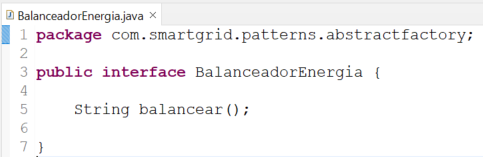 BalanceadorEnergia.java
1 package com.smartgrid.patterns.abstractfactory;
2
3 public interface BalanceadorEnergia {
4
5     String balancear();
6
7 }